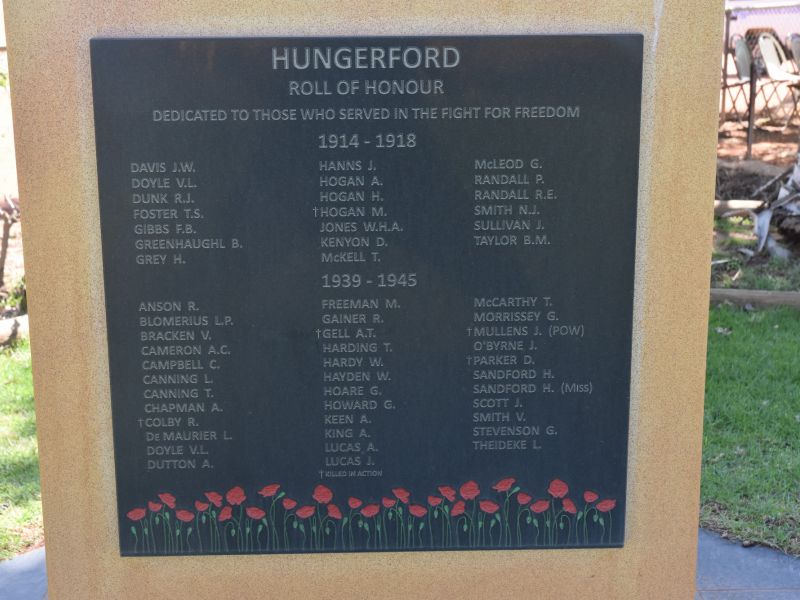 HUNGERFORD
ROLL OF HONOUR
DEDICATED TO THOSE WHO SERVED IN THE FIGHT FOR FREEDOM
1914 - 1918
DAVIS J.W.
DOYLE V.L.
DUNK R.J.
FOSTER T.S.
GIBBS F.B.
GREENHAUGHL B.
GREY H.
HANNS J.
HOGAN A.
HOGAN H.
†HOGAN M.
JONES W.H.A.
KENYON D.
McKELL T.
McLEOD G.
RANDALL P.
RANDALL R.E.
SMITH N.J.
SULLIVAN J.
TAYLOR B.M.
1939 - 1945
ANSON R.
BLOMERIUS L.P.
BRACKEN V.
CAMERON A.C.
CAMPBELL C.
CANNING L.
CANNING T.
CHAPMAN A.
†COLBY R.
De MAURIER L.
DOYLE V.L.
DUTTON A.
FREEMAN M.
GAINER R.
†GELL A.T.
HARDING T.
HARDY W.
HAYDEN W.
HOARE G.
HOWARD G.
KEEN A.
KING A.
LUCAS A.
LUCAS J.
† KILLED IN ACTION
McCARTHY T.
MORRISSEY G.
†MULLENS J. (POW)
O'BYRNE J.
†PARKER D.
SANDFORD H.
SANDFORD H. (Miss)
SCOTT J.
SMITH V.
STEVENSON G.
THEIDEKE L.